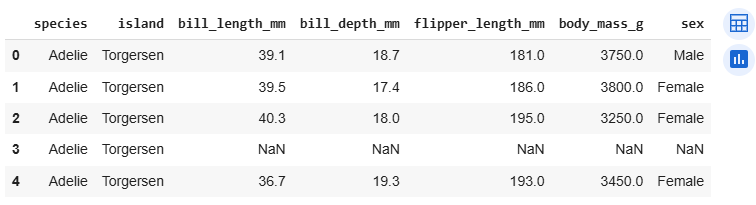 species island bill_length_mm bill_depth_mm flipper_length_mm body_mass_g sex
0 Adelie Torgersen 39.1 18.7 181.0 3750.0 Male
1 Adelie Torgersen 39.5 17.4 186.0 3800.0 Female
2 Adelie Torgersen 40.3 18.0 195.0 3250.0 Female
3 Adelie Torgersen NaN NaN NaN NaN NaN
4 Adelie Torgersen 36.7 19.3 193.0 3450.0 Female